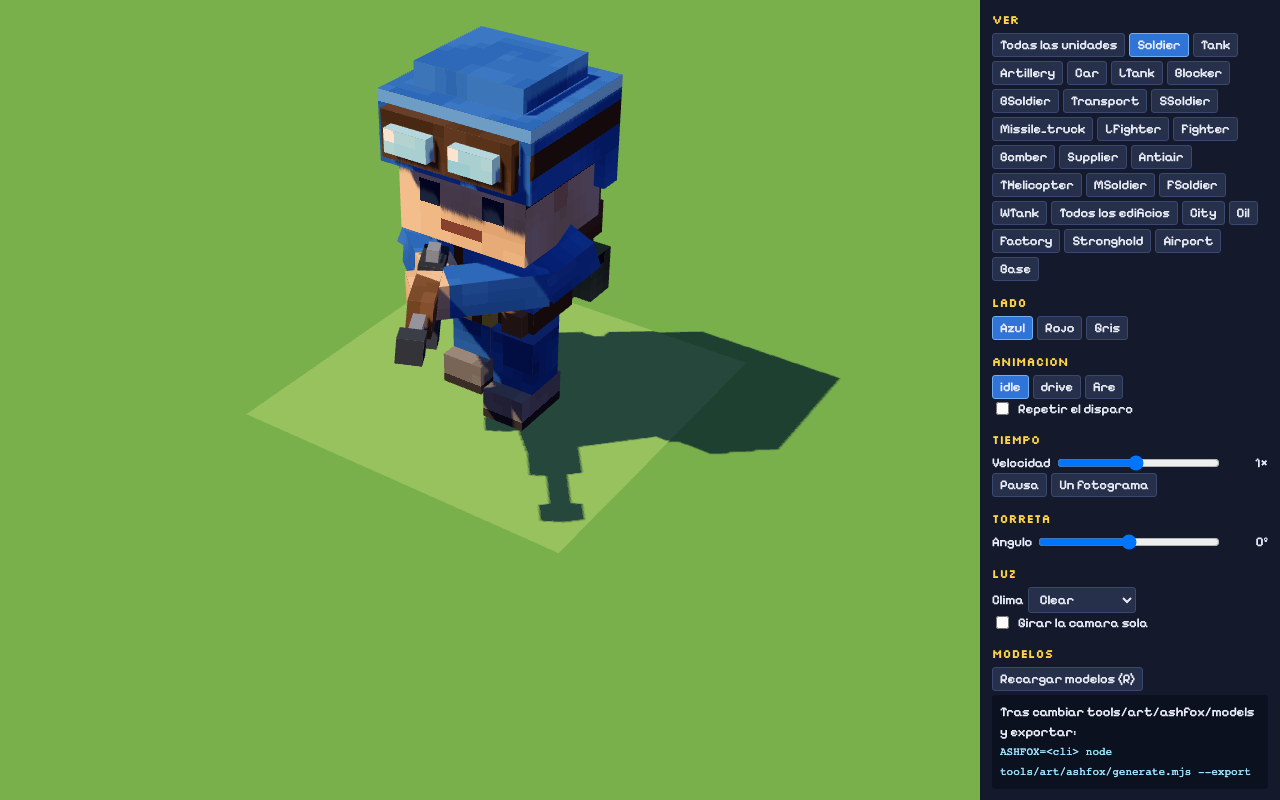 VER
Todas las unidades Soldier Tank
Artillery Car LTank Blocker
GSoldier Transport SSoldier
Missile_truck LFighter Fighter
Bomber Supplier Antiair
THelicopter MSoldier FSoldier
WTank Todos los edificios City Oil
Factory Stronghold Airport
Base
LADO
Azul Rojo Gris
ANIMACION
idle drive fire
Repetir el disparo
TIEMPO
Velocidad 1×
Pausa Un fotograma
TORRETA
Angulo 0°
LUZ
Clima Clear
Girar la camara sola
MODELOS
Recargar modelos (R)
Tras cambiar tools/art/ashfox/models
y exportar:
ASHFOX=<cli> node
tools/art/ashfox/generate.mjs --export